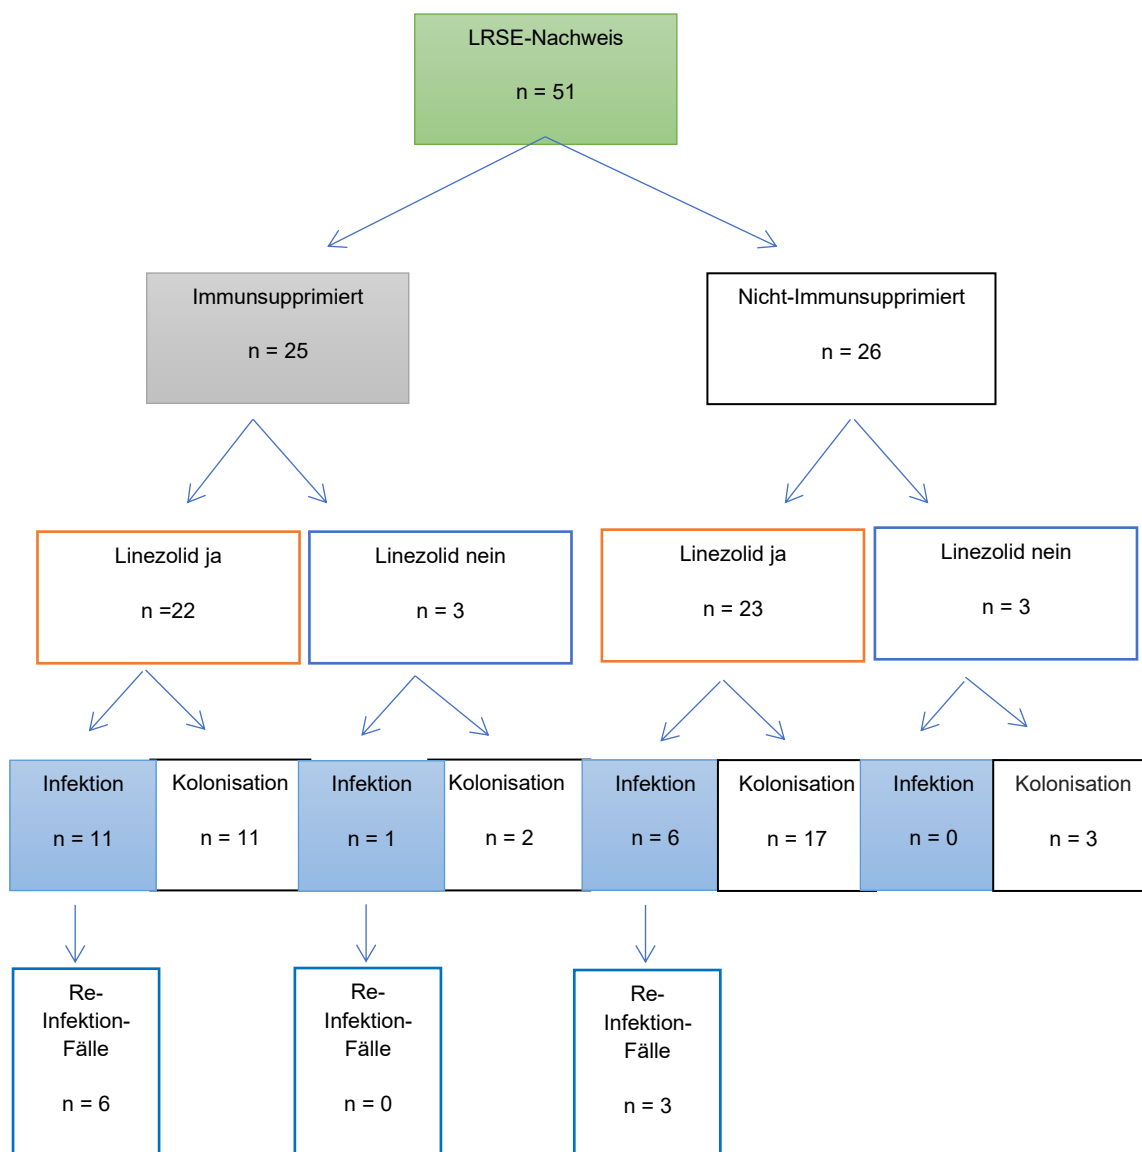 LRSE-Nachweis
n = 51
Immunsupprimiert
n = 25
Nicht-Immunsupprimiert
n = 26
Linezolid ja
n =22
Linezolid nein
n = 3
Linezolid ja
n = 23
Linezolid nein
n = 3
Infektion
n = 11
Kolonisation
n = 11
Infektion
n = 1
Kolonisation
n = 2
Infektion
n = 6
Kolonisation
n = 17
Infektion
n = 0
Kolonisation
n = 3
Re-
Infektion-
Fälle
n = 6
Re-
Infektion-
Fälle
n = 0
Re-
Infektion-
Fälle
n = 3